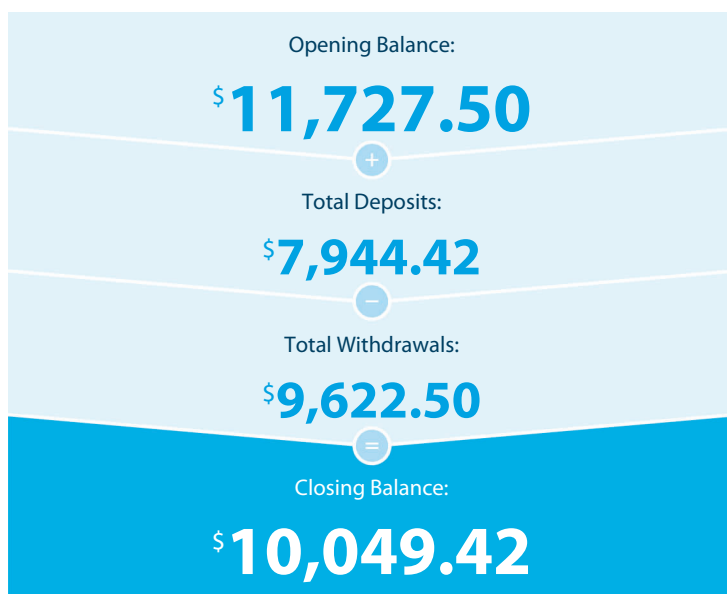 Opening Balance:
$11,727.50
+
Total Deposits:
$7,944.42
−
Total Withdrawals:
$9,622.50
=
Closing Balance:
$10,049.42